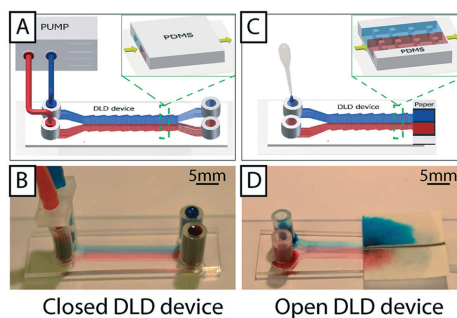 A
PUMP
PDMS
DLD device
C
PDMS
DLD device
Paper
B
5mm
D
5mm
Closed DLD device
Open DLD device